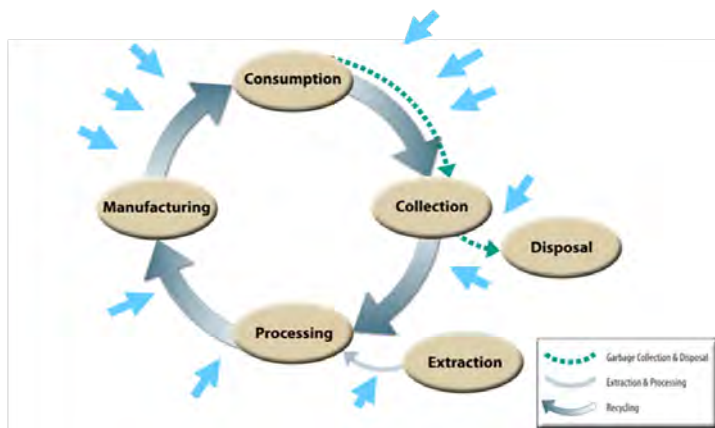 Consumption
Manufacturing
Collection
Disposal
Processing
Extraction
Garbage Collection & Disposal
Extraction & Processing
Recycling